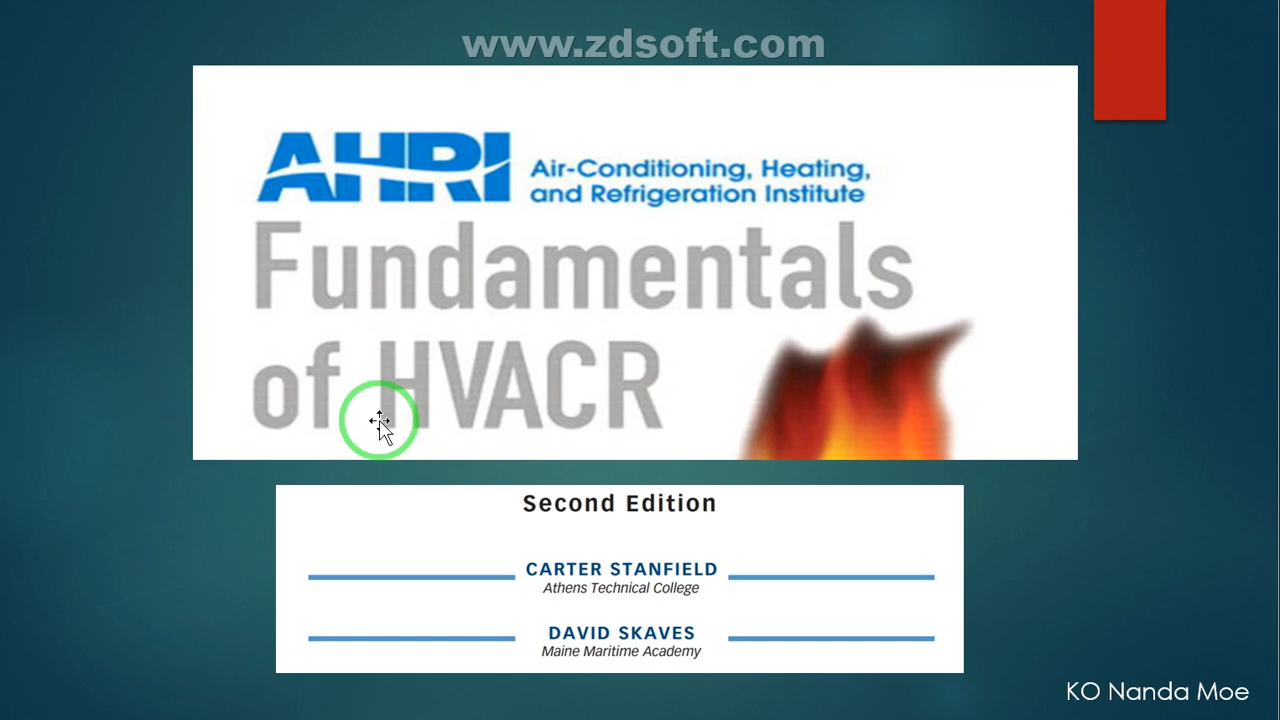 www.zdsoft.com
AHRI
Air-Conditioning, Heating,
and Refrigeration Institute
Fundamentals
of HVACR
Second Edition
CARTER STANFIELD
Athens Technical College
DAVID SKAVES
Maine Maritime Academy
KO Nanda Moe